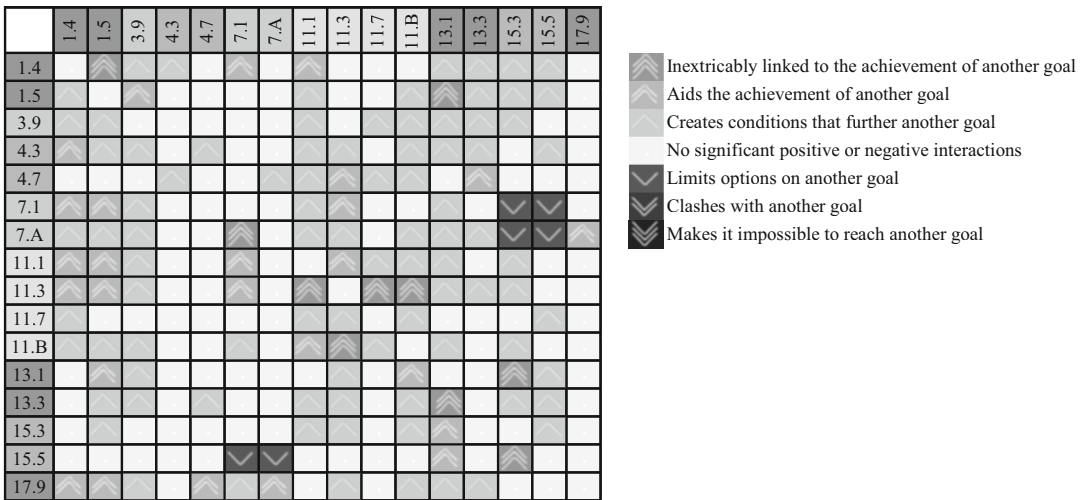 1.4 1.5 3.9 4.3 4.7 7.1 7.A 11.1 11.3 11.7 11.B 13.1 13.3 15.3 15.5 17.9
1.4
1.5
3.9
4.3
4.7
7.1
7.A
11.1
11.3
11.7
11.B
13.1
13.3
15.3
15.5
17.9
Inextricably linked to the achievement of another goal
Aids the achievement of another goal
Creates conditions that further another goal
No significant positive or negative interactions
Limits options on another goal
Clashes with another goal
Makes it impossible to reach another goal